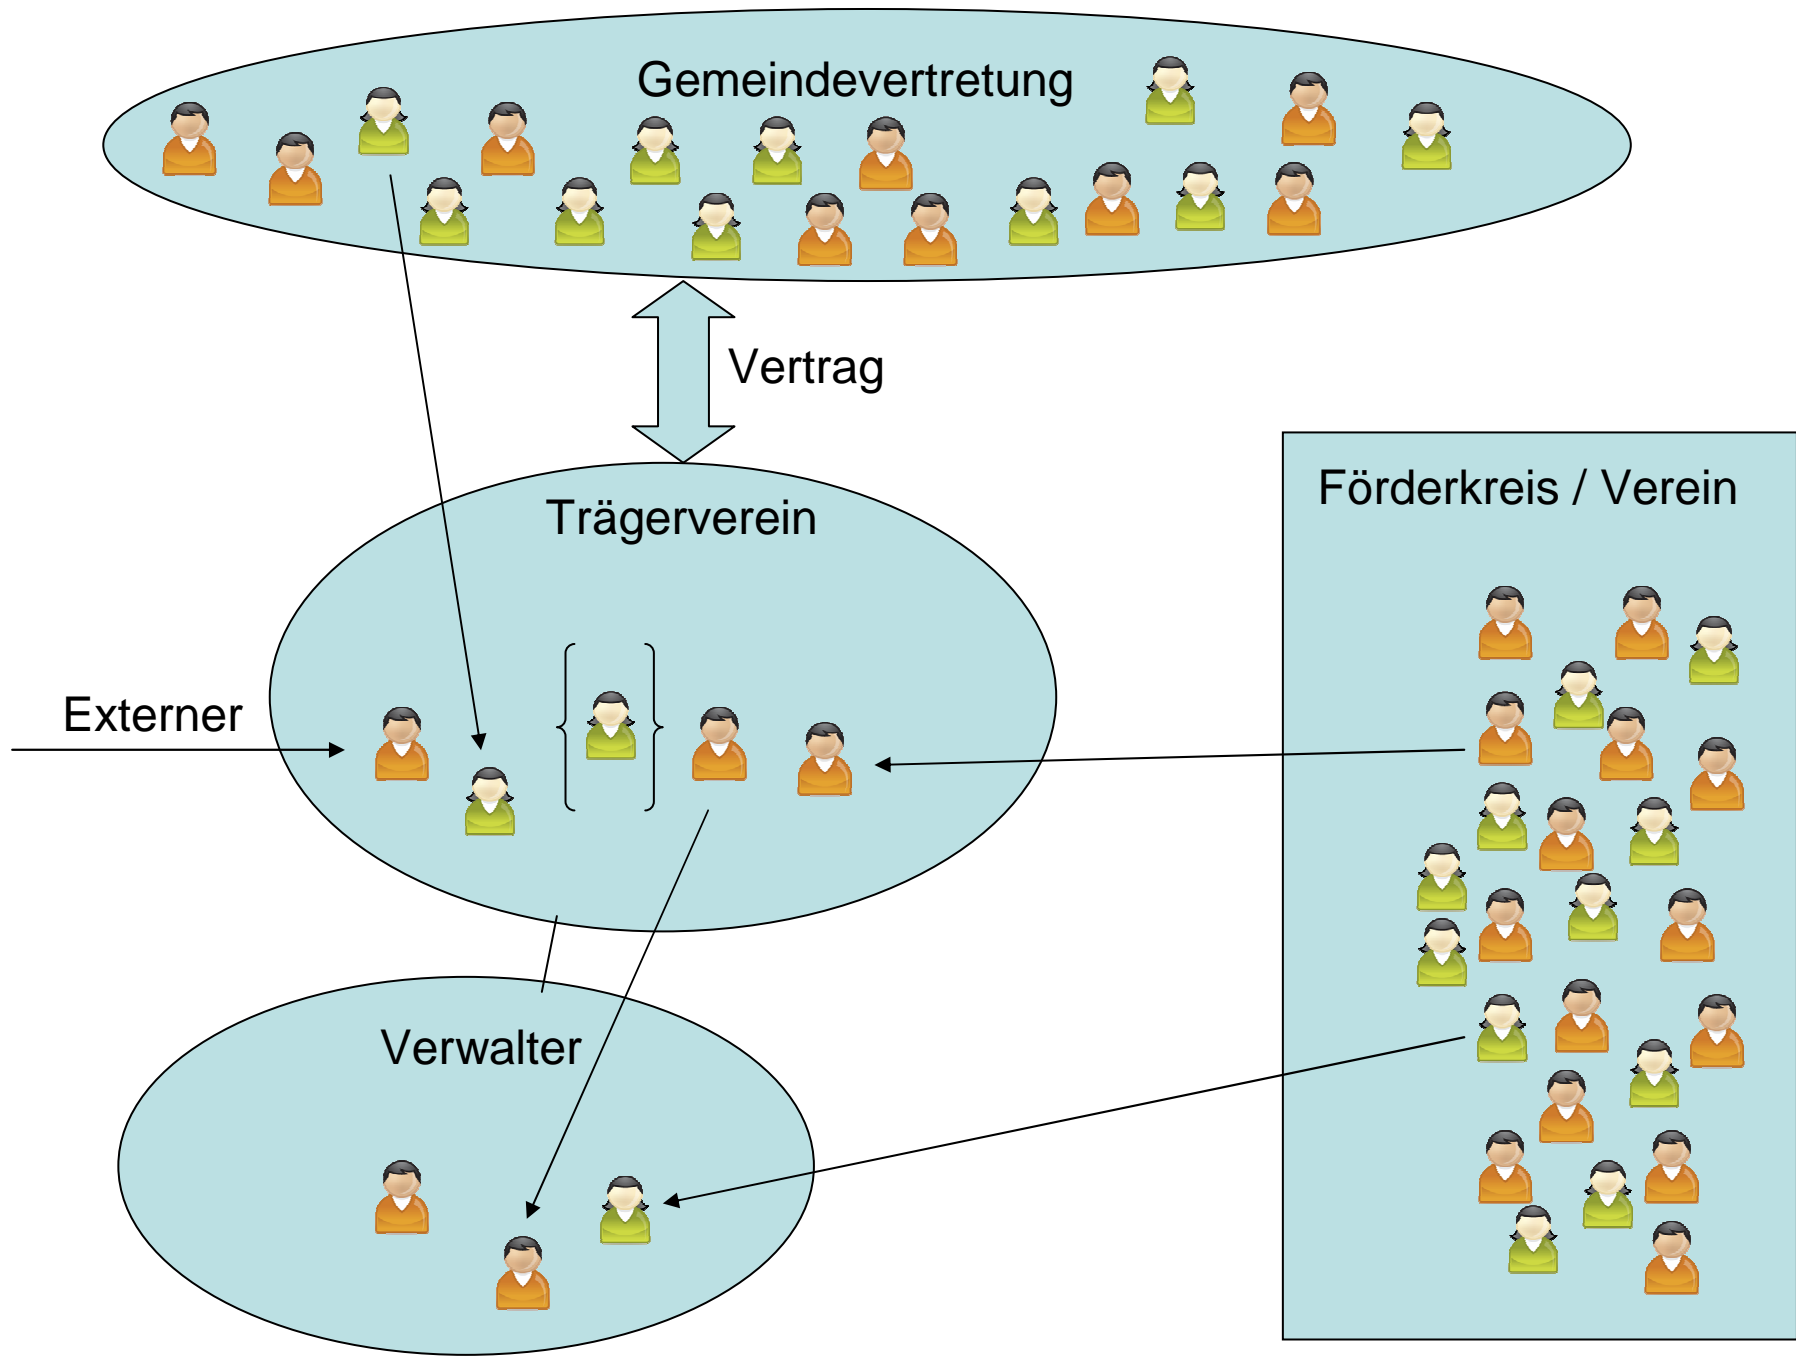 Gemeindevertretung
Vertrag
Förderkreis / Verein
Trägerverein
Externer
Verwalter